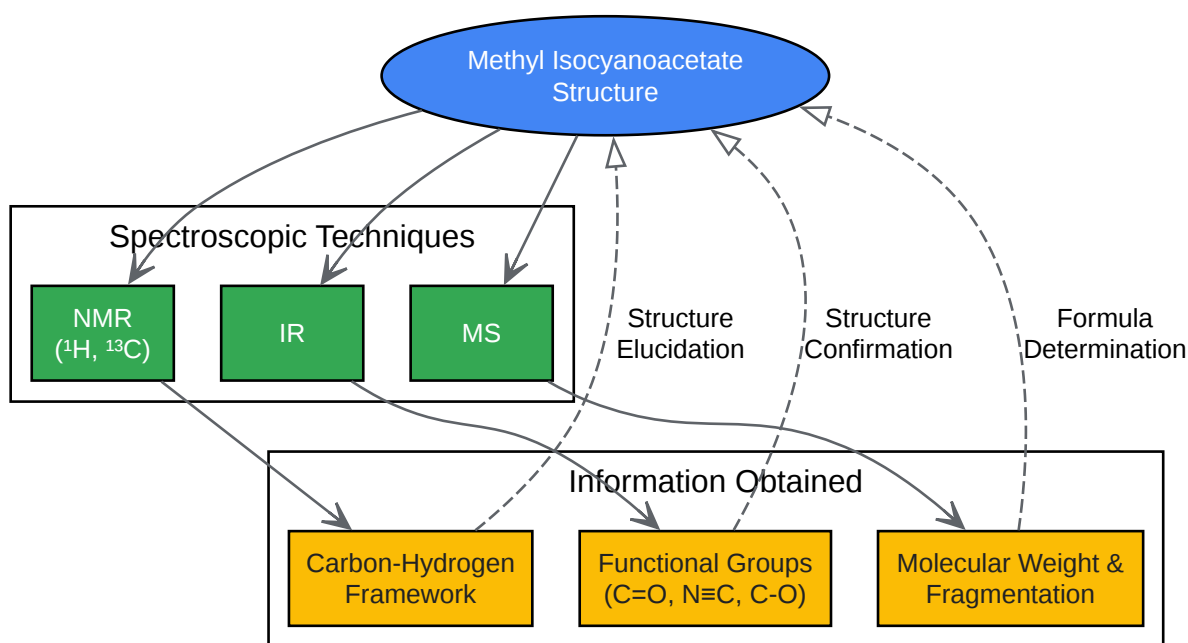 Methyl Isocyanoacetate
Structure
Spectroscopic Techniques
NMR
(¹H, ¹³C)
IR
MS
Structure
Elucidation
Structure
Confirmation
Formula
Determination
Information Obtained
Carbon-Hydrogen
Framework
Functional Groups
(C=O, N≡C, C-O)
Molecular Weight &
Fragmentation